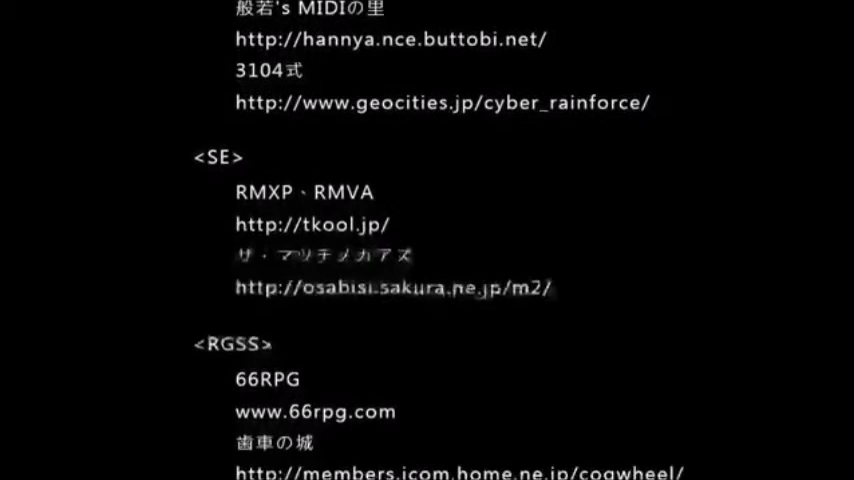 般若's MIDIの里
http://hannya.nce.buttobi.net/
3104式
http://www.geocities.jp/cyber_rainforce/
<SE>
RMXP、RMVA
http://tkool.jp/
ザ・マツチメカアズ
http://osabisi.sakura.ne.jp/m2/
<RGSS>
66RPG
www.66rpg.com
歯車の城
http://members.jcom.home.ne.jp/cogwheel/